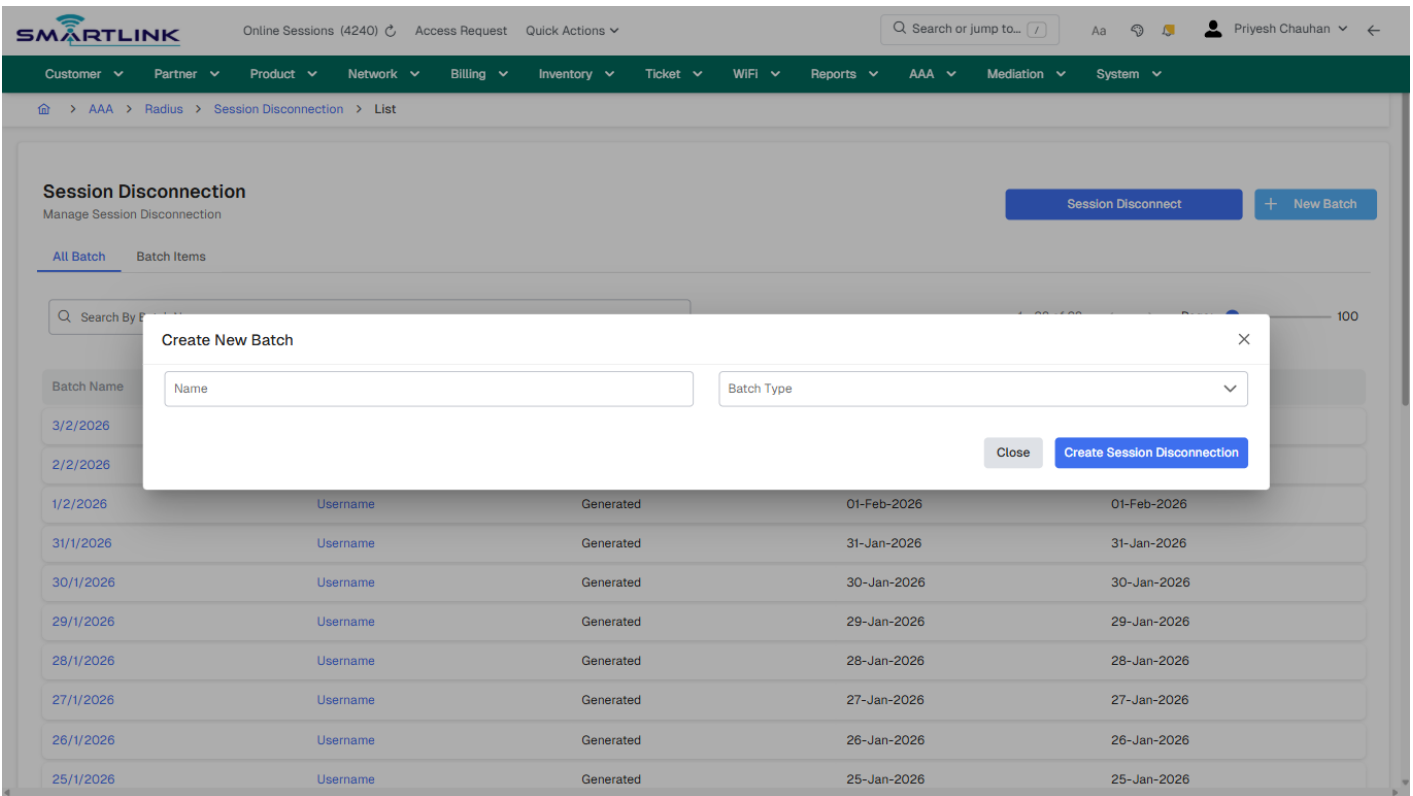 SMARTLINK
Online Sessions (4240) Access Request Quick Actions
Search or jump to... /
Aa
Priyesh Chauhan
Customer Partner Product Network Billing Inventory Ticket WiFi Reports AAA Mediation System
> AAA > Radius > Session Disconnection > List
Session Disconnection
Manage Session Disconnection
Session Disconnect
+ New Batch
All Batch Batch Items
Search By
100
Create New Batch
Batch Name
Name
Batch Type
Close
Create Session Disconnection
3/2/2026
2/2/2026
1/2/2026 Username Generated 01-Feb-2026 01-Feb-2026
31/1/2026 Username Generated 31-Jan-2026 31-Jan-2026
30/1/2026 Username Generated 30-Jan-2026 30-Jan-2026
29/1/2026 Username Generated 29-Jan-2026 29-Jan-2026
28/1/2026 Username Generated 28-Jan-2026 28-Jan-2026
27/1/2026 Username Generated 27-Jan-2026 27-Jan-2026
26/1/2026 Username Generated 26-Jan-2026 26-Jan-2026
25/1/2026 Username Generated 25-Jan-2026 25-Jan-2026